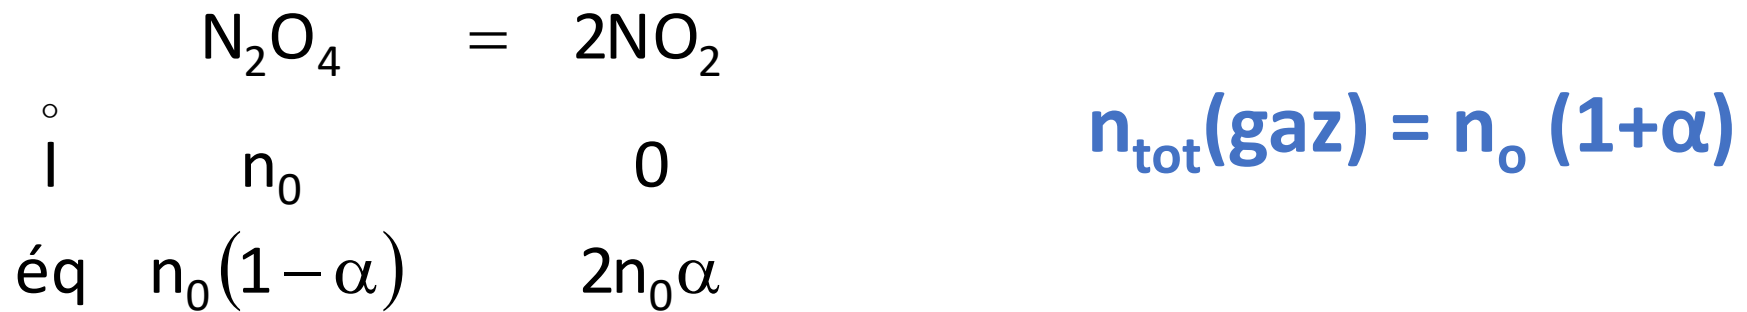 N₂O₄ = 2NO₂
I° n₀ 0
éq n₀(1 − α) 2n₀α
nₜₒₜ(gaz) = nₒ (1+α)